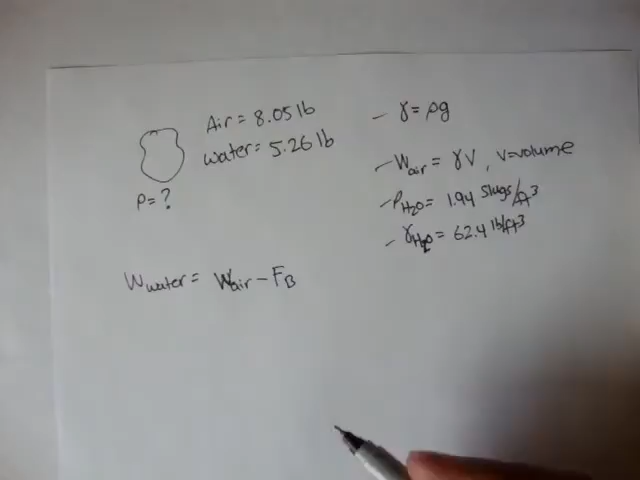 Air = 8.05 lb
water = 5.26 lb
ρ = ?
- γ = ρg
- Wair = γV, V=volume
- ρH2O = 1.94 slugs/ft³
- γH2O = 62.4 lb/ft³
Wwater = Wair - FB